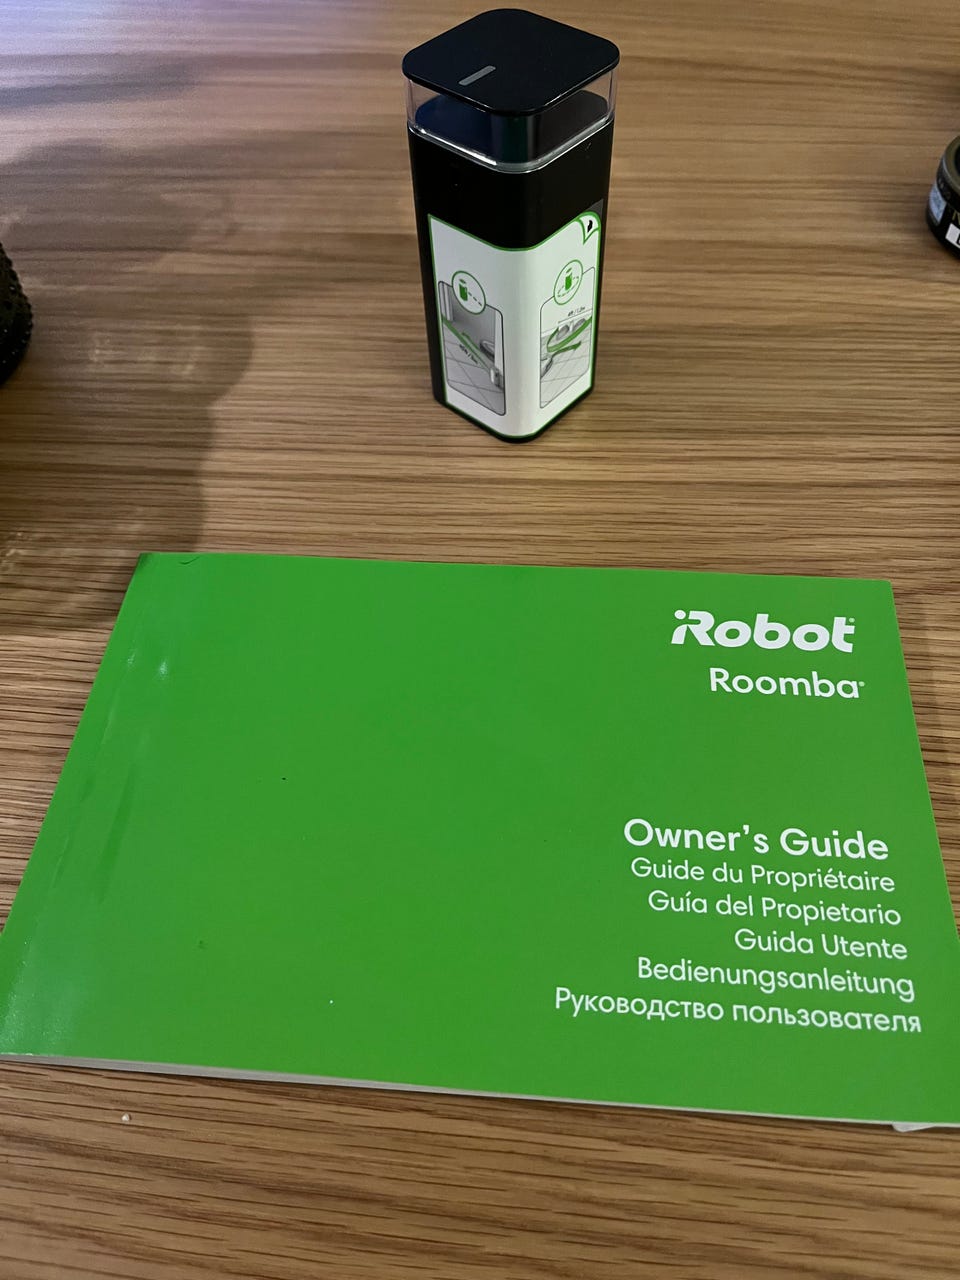 iRobot®
Roomba®
Owner's Guide
Guide du Propriétaire
Guía del Propietario
Guida Utente
Bedienungsanleitung
Руководство пользователя